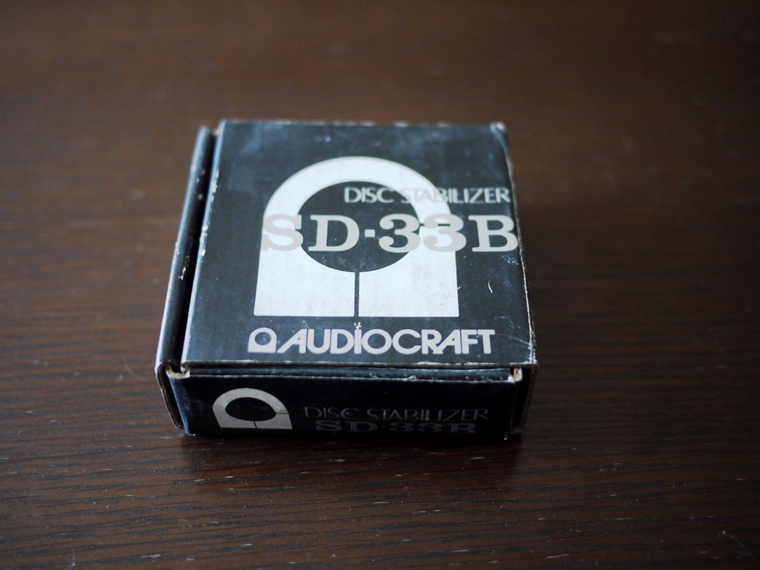 DISC STABILIZER
SD·33B
AUDIOCRAFT
DISC STABILIZER
SD·33B